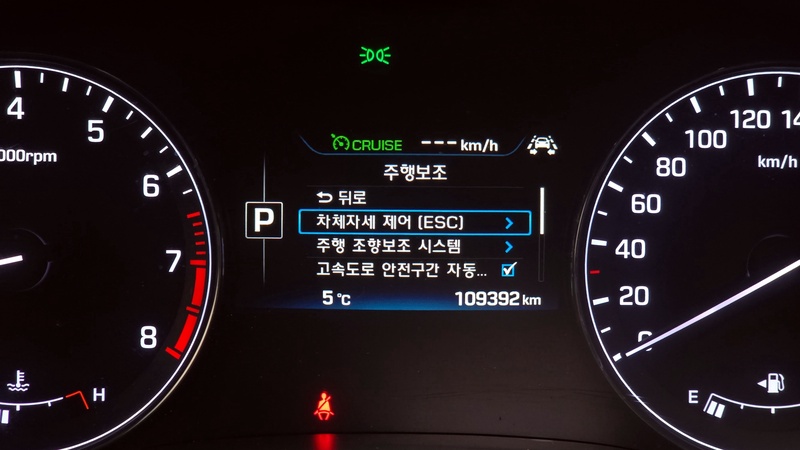 CRUISE --- km/h
주행보조
뒤로
P
차체자세 제어 (ESC)
주행 조향보조 시스템
고속도로 안전구간 자동...
5 °C 109392 km
4
5
6
7
8
000rpm
H
120
100
80
60
40
20
0
km/h
E